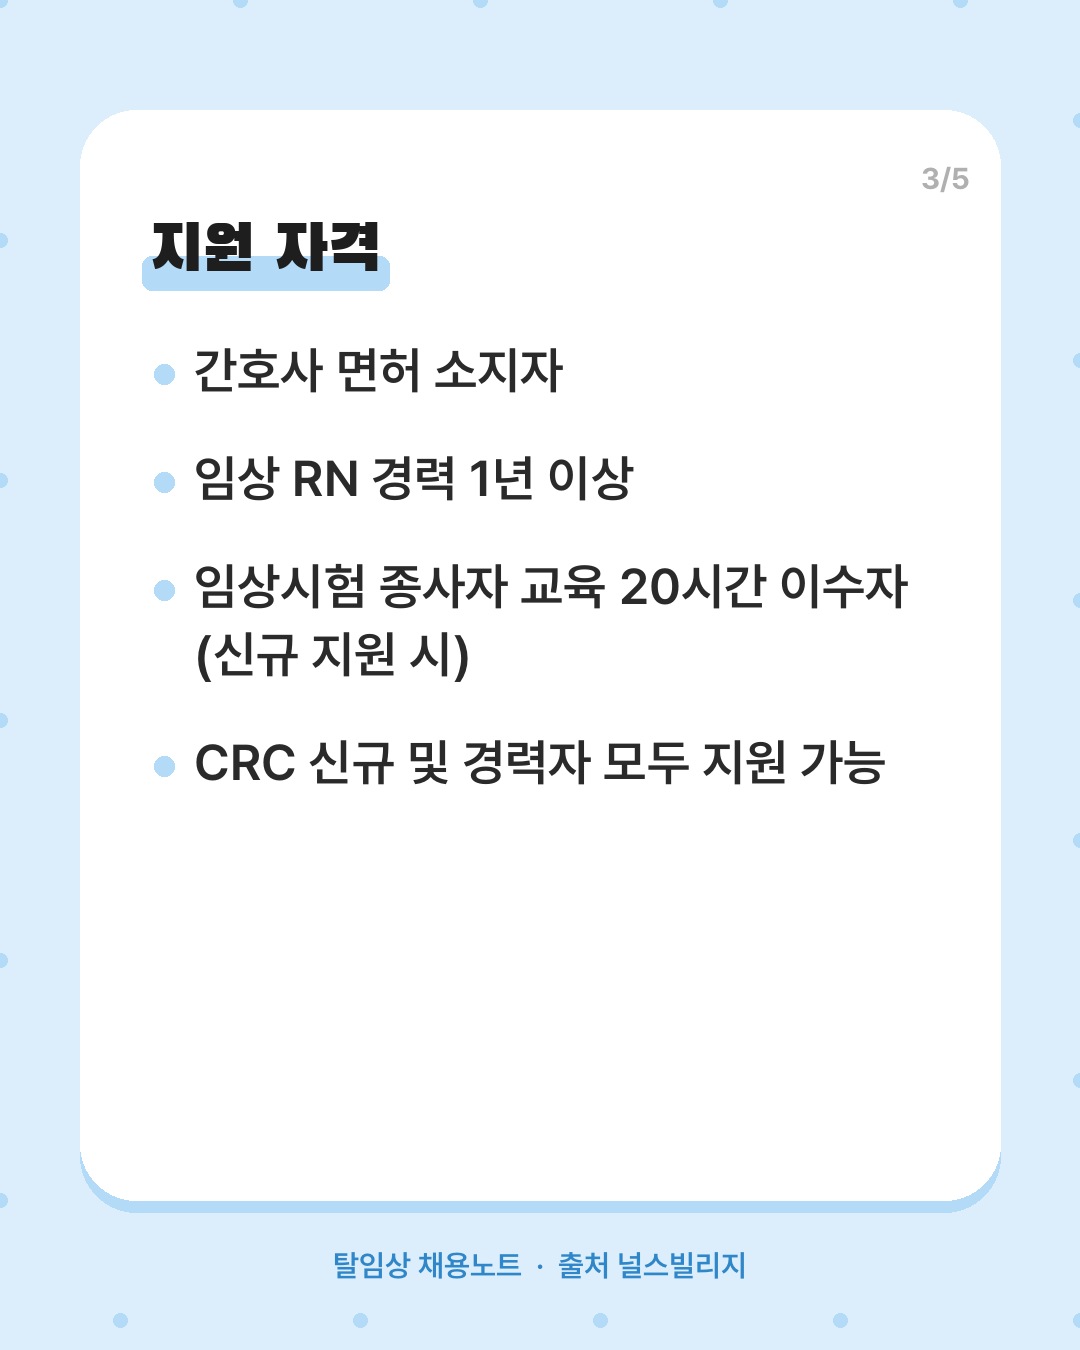 3/5
지원 자격
간호사 면허 소지자
임상 RN 경력 1년 이상
임상시험 종사자 교육 20시간 이수자
(신규 지원 시)
CRC 신규 및 경력자 모두 지원 가능
탈임상 채용노트 · 출처 널스빌리지